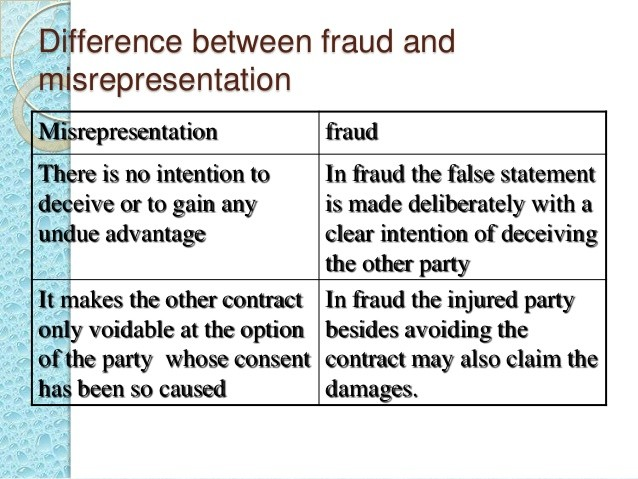 Difference between fraud and
misrepresentation
Misrepresentation
fraud
There is no intention to
deceive or to gain any
undue advantage
In fraud the false statement
is made deliberately with a
clear intention of deceiving
the other party
It makes the other contract
only voidable at the option
of the party whose consent
has been so caused
In fraud the injured party
besides avoiding the
contract may also claim the
damages.